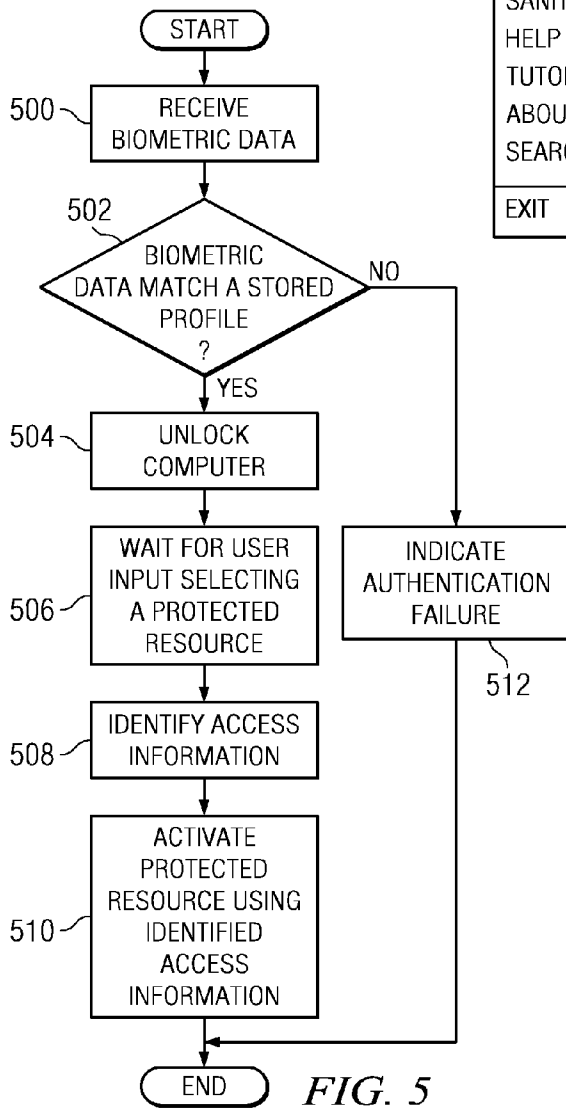 START
500
RECEIVE
BIOMETRIC DATA
502
BIOMETRIC
DATA MATCH A STORED
PROFILE
?
NO
YES
504
UNLOCK
COMPUTER
506
WAIT FOR USER
INPUT SELECTING
A PROTECTED
RESOURCE
INDICATE
AUTHENTICATION
FAILURE
512
508
IDENTIFY ACCESS
INFORMATION
510
ACTIVATE
PROTECTED
RESOURCE USING
IDENTIFIED
ACCESS
INFORMATION
END
FIG. 5
HELP
EXIT